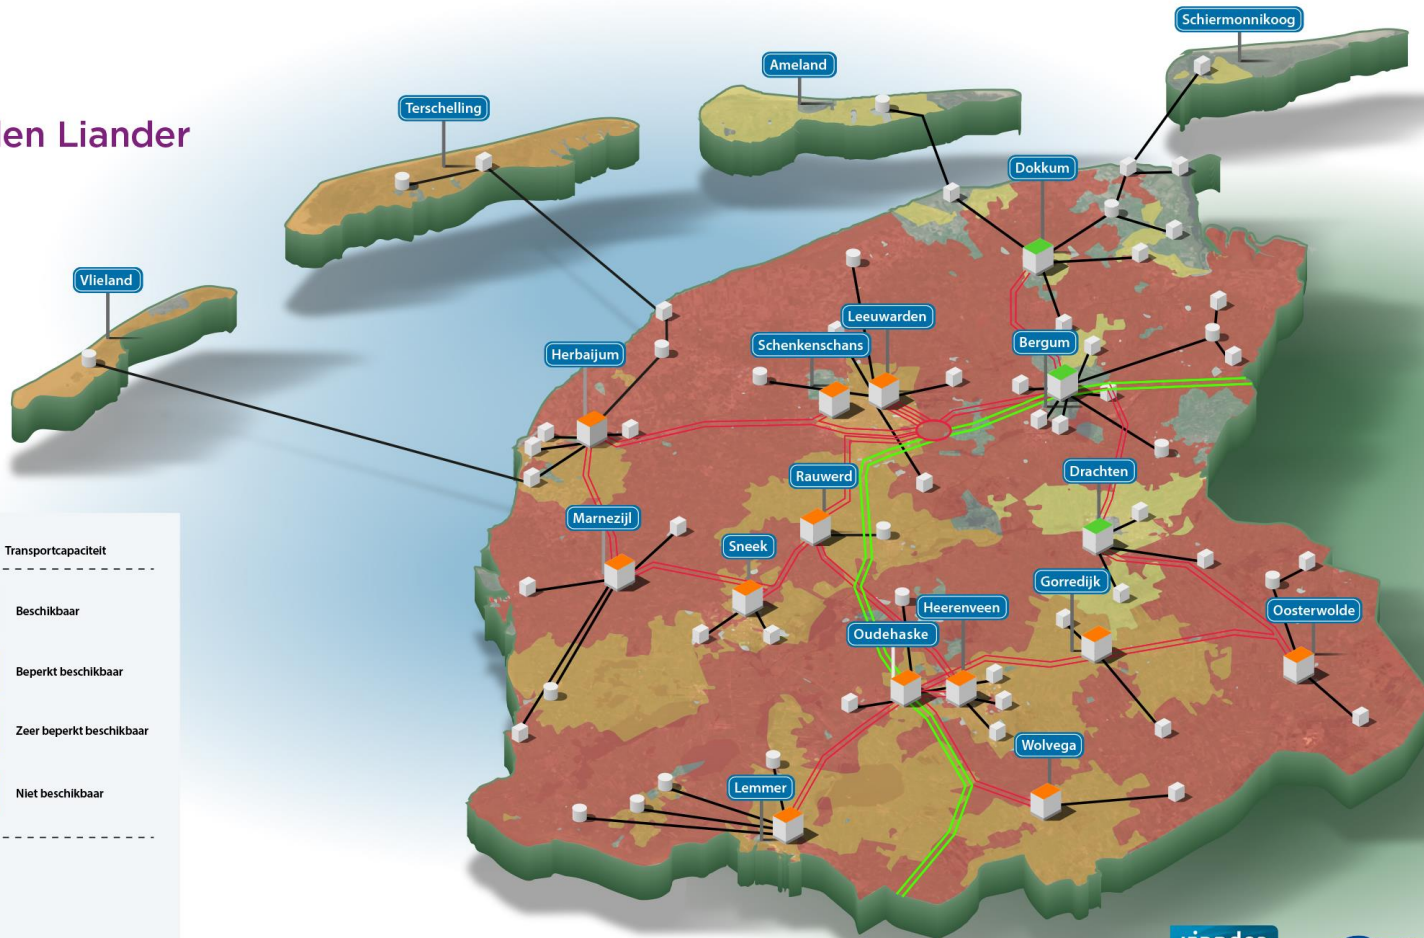 Schiermonnikoog
Ameland
Terschelling
len Liander
Dokkum
Vlieland
Leeuwarden
Schenkenschans
Bergum
Herbaijum
Drachten
Rauwerd
Marnezijl
Sneek
Transportcapaciteit
Gorredijk
Heerenveen
Oosterwolde
Beschikbaar
Oudehaske
Beperkt beschikbaar
Zeer beperkt beschikbaar
Wolvega
Lemmer
Niet beschikbaar